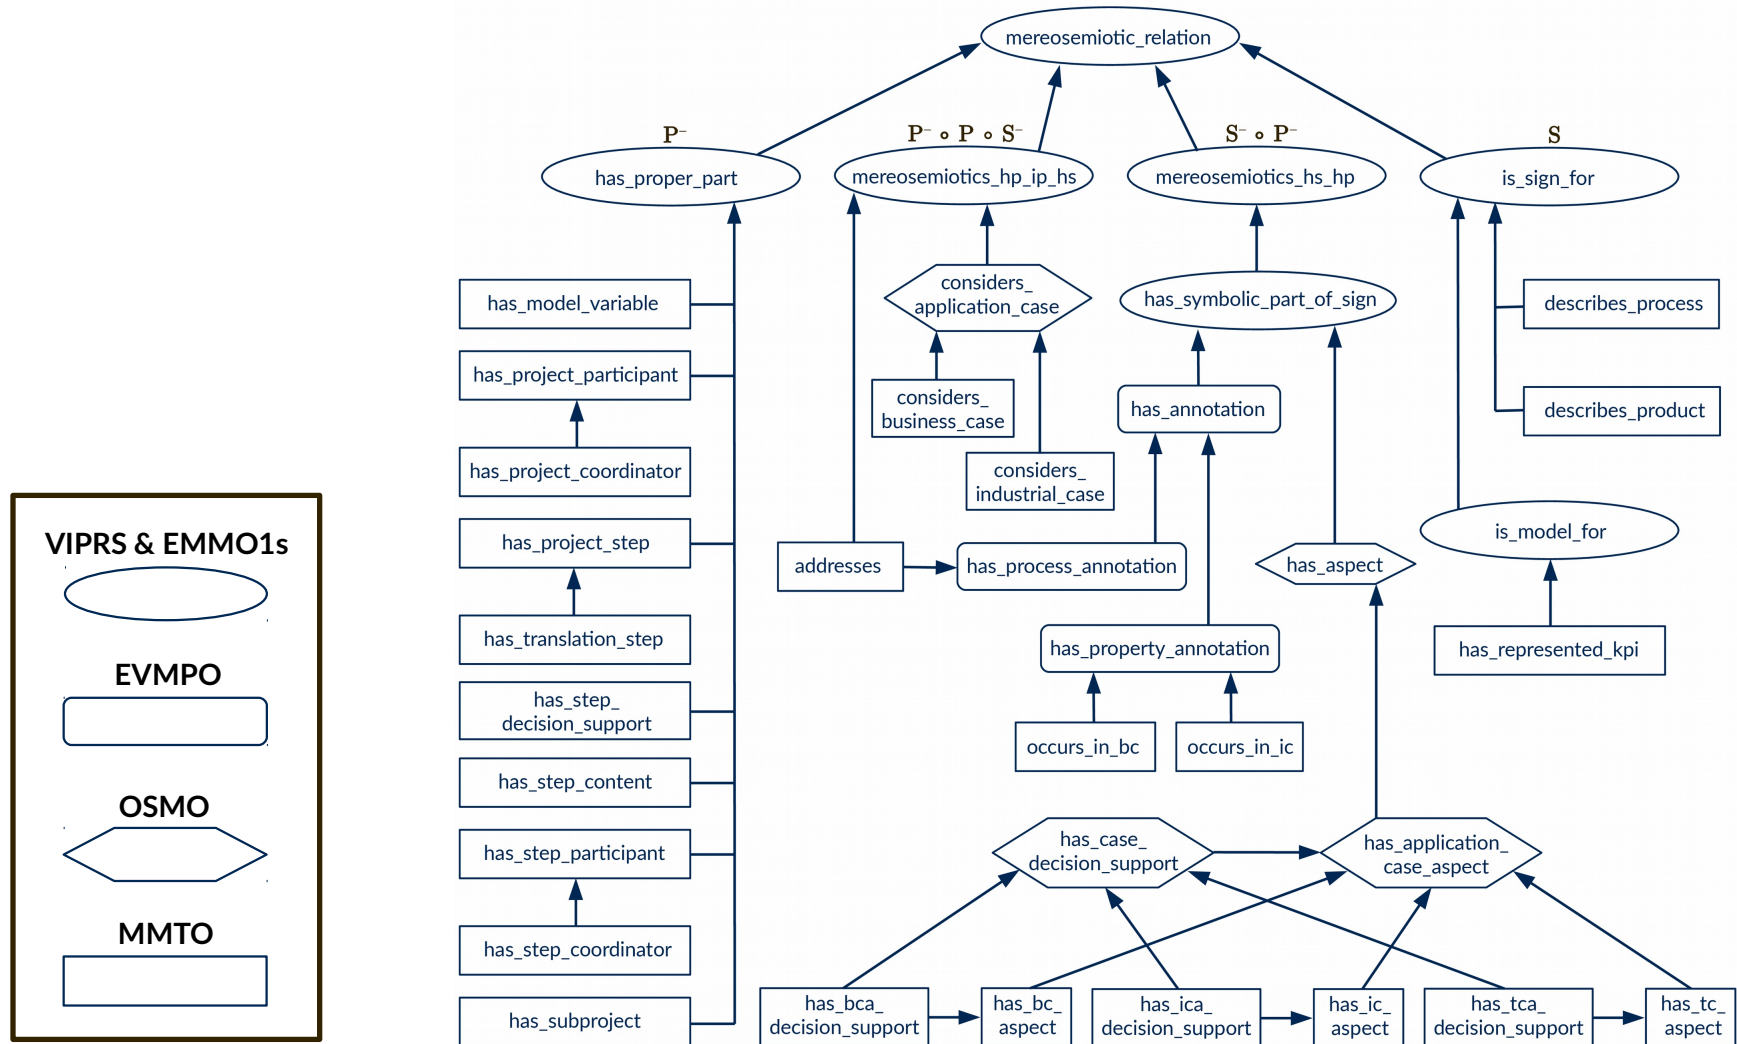 mereosemiotic_relation
P⁻
P⁻ ∘ P ∘ S⁻
S⁻ ∘ P⁻
S
has_proper_part
mereosemiotics_hp_ip_hs
mereosemiotics_hs_hp
is_sign_for
has_model_variable
considers_
application_case
has_symbolic_part_of_sign
describes_process
has_project_participant
considers_
business_case
has_annotation
describes_product
has_project_coordinator
considers_
industrial_case
has_project_step
addresses
has_process_annotation
has_aspect
is_model_for
has_translation_step
has_property_annotation
has_represented_kpi
has_step_
decision_support
occurs_in_bc
occurs_in_ic
has_step_content
has_step_participant
has_case_
decision_support
has_application_
case_aspect
has_step_coordinator
has_subproject
has_bca_
decision_support
has_bc_
aspect
has_ica_
decision_support
has_ic_
aspect
has_tca_
decision_support
has_tc_
aspect
VIPRS & EMMO1s
EVMPO
OSMO
MMTO